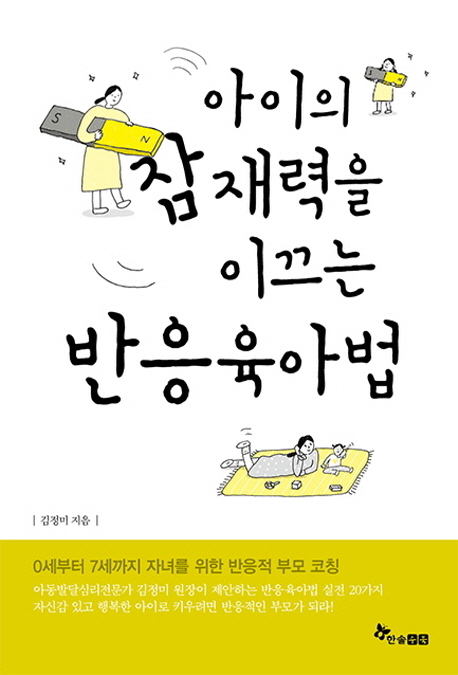 S
N
S
N
아이의
잠재력을
이끄는
반응육아법
| 김정미 지음 |
0세부터 7세까지 자녀를 위한 반응적 부모 코칭
아동발달심리전문가 김정미 원장이 제안하는 반응육아법 실전 20가지
자신감 있고 행복한 아이로 키우려면 반응적인 부모가 되라!
한솔수북